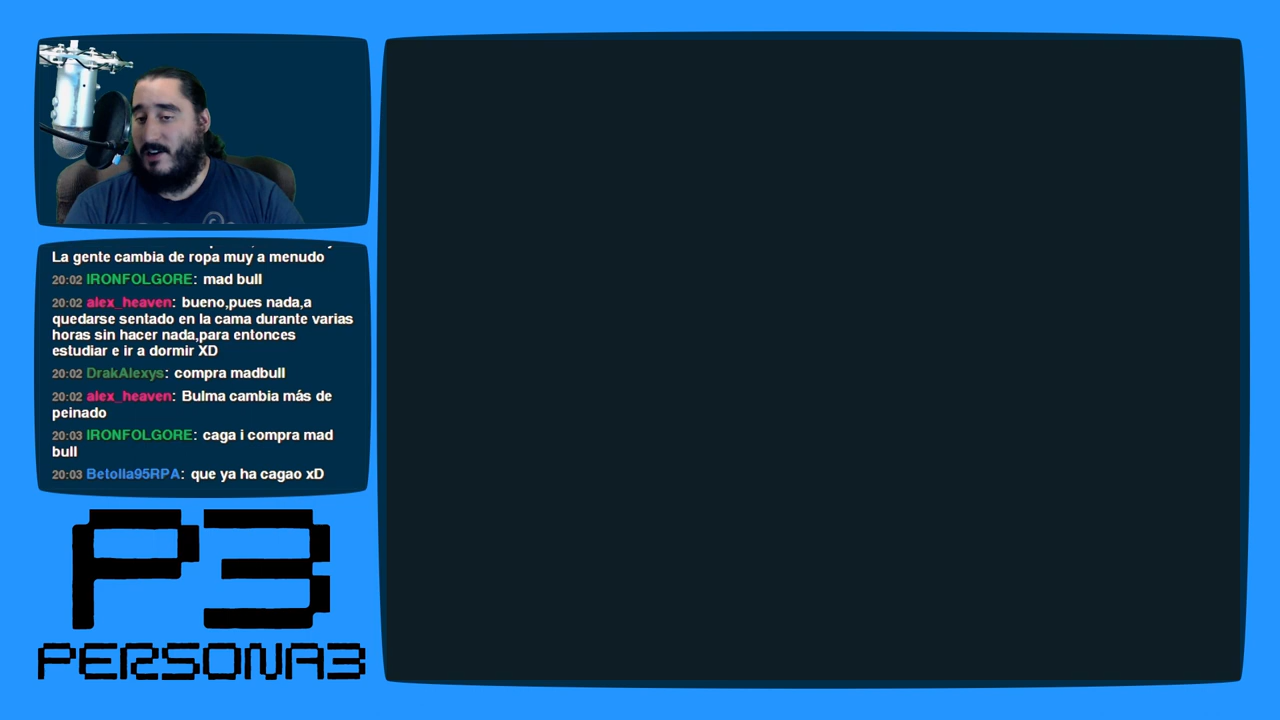 La gente cambia de ropa muy a menudo
20:02 IRONFOLGORE: mad bull
20:02 alex_heaven: bueno,pues nada,a
quedarse sentado en la cama durante varias
horas sin hacer nada,para entonces
estudiar e ir a dormir XD
20:02 DrakAlexys: compra madbull
20:02 alex_heaven: Bulma cambia más de
peinado
20:03 IRONFOLGORE: caga i compra mad
bull
20:03 Betolla95RPA: que ya ha cagao xD
P3
PERSONA3